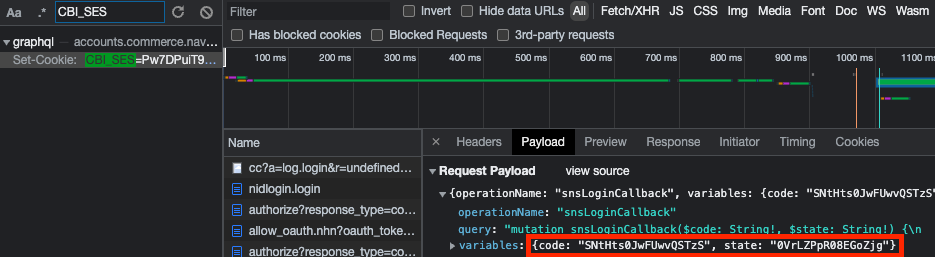 Aa .* CBI_SES
graphql — accounts.commerce.nav…
Set-Cookie: CBI_SES=Pw7DPuiT9…
Filter Invert Hide data URLs All Fetch/XHR JS CSS Img Media Font Doc WS Wasm
Has blocked cookies Blocked Requests 3rd-party requests
100 ms 200 ms 300 ms 400 ms 500 ms 600 ms 700 ms 800 ms 900 ms 1000 ms 1100
Name
cc?a=log.login&r=undefined…
nidlogin.login
authorize?response_type=co…
allow_oauth.nhn?oauth_toke…
authorize?response_type=co…
× Headers Payload Preview Response Initiator Timing Cookies
▼ Request Payload view source
▼{operationName: "snsLoginCallback", variables: {code: "SNtHts0JwFUwvQSTzS"
operationName: "snsLoginCallback"
query: "mutation snsLoginCallback($code: String!, $state: String!) {\n
▶ variables: {code: "SNtHts0JwFUwvQSTzS", state: "0VrLZPpR08EGoZjg"}